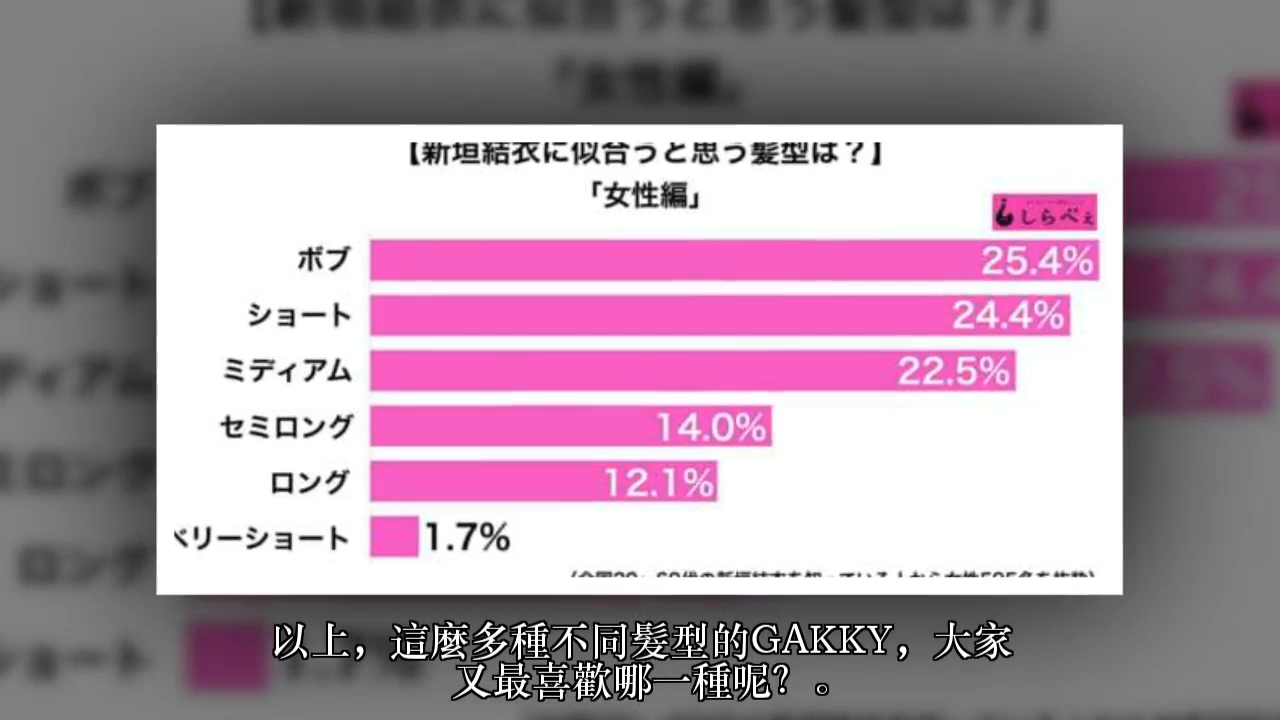 【新垣結衣に似合うと思う髪型は？】
「女性編」
しらべぇ
ボブ 25.4%
ショート 24.4%
ミディアム 22.5%
セミロング 14.0%
ロング 12.1%
ベリーショート 1.7%
以上，這麼多種不同髮型的GAKKY，大家
又最喜歡哪一種呢？。